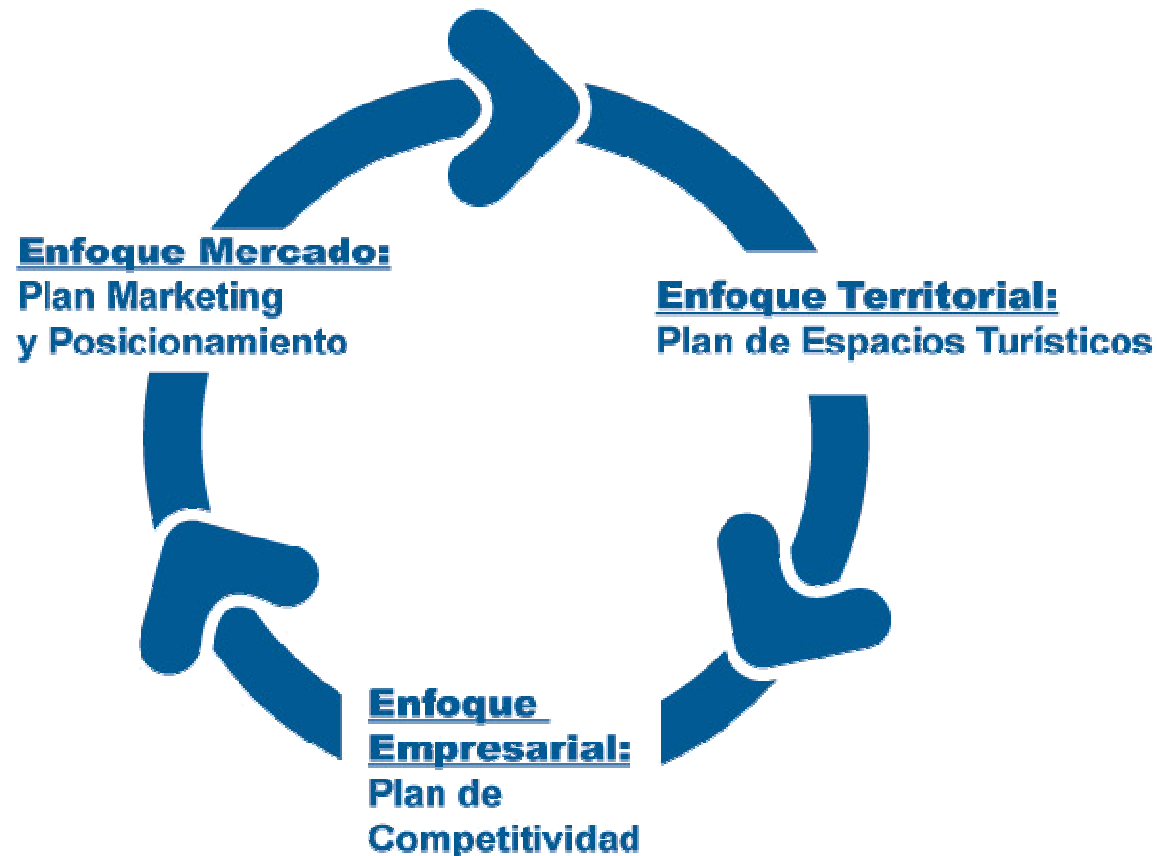 Enfoque Mercado:
Plan Marketing
y Posicionamiento
Enfoque Territorial:
Plan de Espacios Turísticos
Enfoque
Empresarial:
Plan de
Competitividad